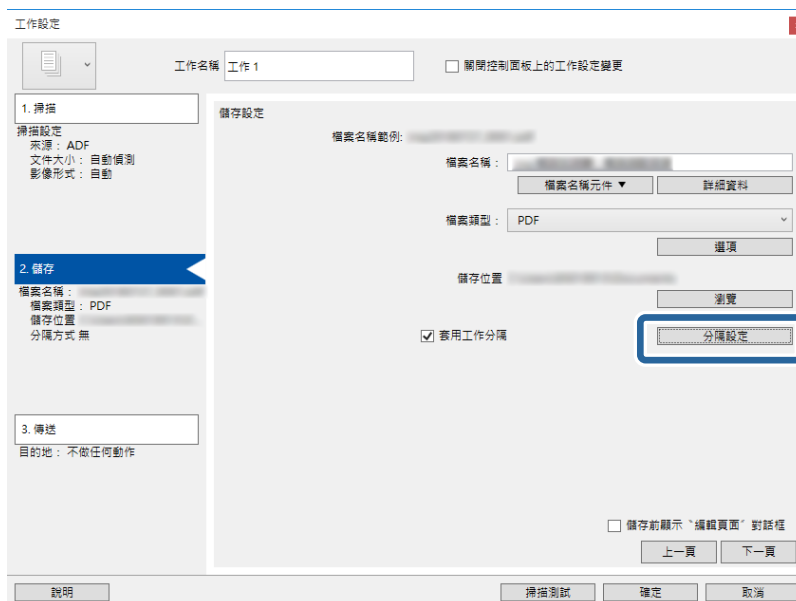 工作設定
工作名稱 工作 1
關閉控制面板上的工作設定變更
1. 掃描
掃描設定
來源： ADF
文件大小： 自動偵測
影像形式： 自動
2. 儲存
檔案名稱：
檔案類型： PDF
儲存位置
分隔方式 無
3. 傳送
目的地： 不做任何動作
儲存設定
檔案名稱範例:
檔案名稱：
檔案名稱元件 ▼ 詳細資料
檔案類型： PDF
選項
儲存位置
瀏覽
套用工作分隔 分隔設定
儲存前顯示〝編輯頁面〞對話框
上一頁 下一頁
說明 掃描測試 確定 取消